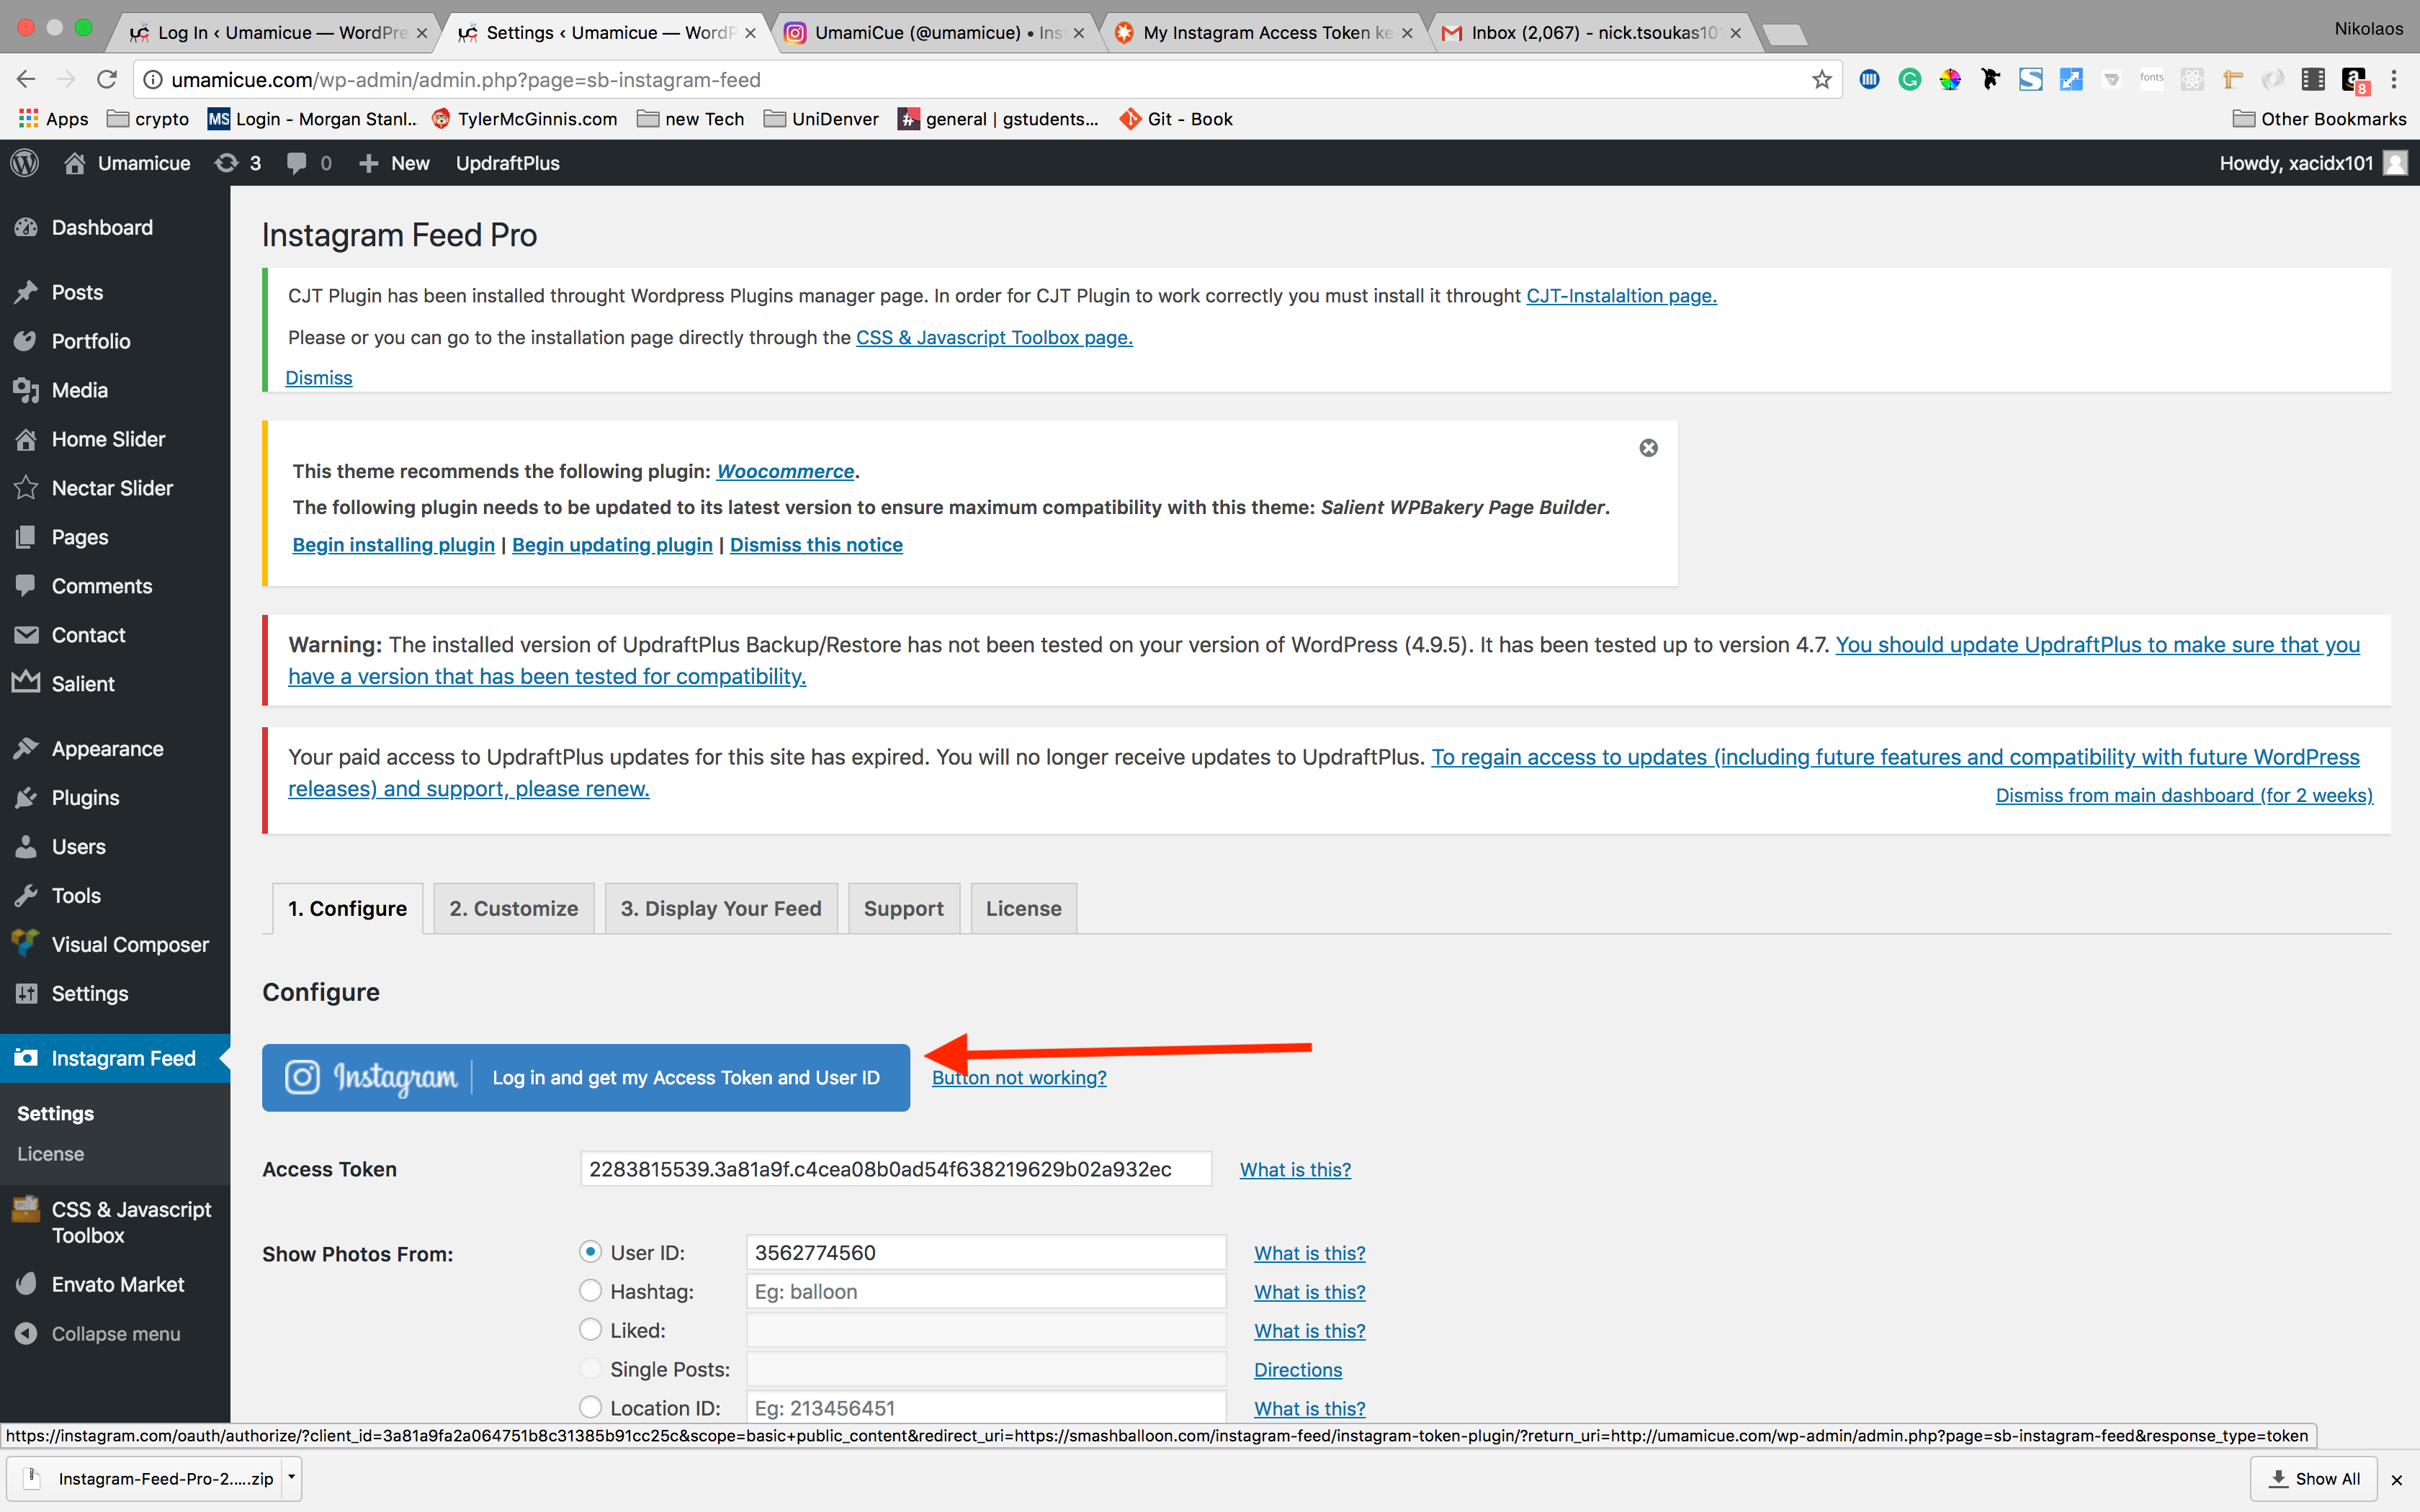 Log In ‹ Umamicue — WordPre
Settings ‹ Umamicue — WordP
UmamiCue (@umamicue) • Ins
My Instagram Access Token ke
Inbox (2,067) - nick.tsoukas10
Nikolaos
umamicue.com/wp-admin/admin.php?page=sb-instagram-feed
fonts
8
Apps
crypto
MS Login - Morgan Stanl...
TylerMcGinnis.com
new Tech
UniDenver
general | gstudents...
Git - Book
Other Bookmarks
Umamicue
3
0
New
UpdraftPlus
Howdy, xacidx101
Dashboard
Posts
Portfolio
Media
Home Slider
Nectar Slider
Pages
Comments
Contact
Salient
Appearance
Plugins
Users
Tools
Visual Composer
Settings
Instagram Feed
Settings
License
CSS & Javascript
Toolbox
Envato Market
Collapse menu
Instagram Feed Pro
CJT Plugin has been installed throught Wordpress Plugins manager page. In order for CJT Plugin to work correctly you must install it throught CJT-Instalaltion page.
Please or you can go to the installation page directly through the CSS & Javascript Toolbox page.
Dismiss
This theme recommends the following plugin: Woocommerce.
The following plugin needs to be updated to its latest version to ensure maximum compatibility with this theme: Salient WPBakery Page Builder.
Begin installing plugin | Begin updating plugin | Dismiss this notice
Warning: The installed version of UpdraftPlus Backup/Restore has not been tested on your version of WordPress (4.9.5). It has been tested up to version 4.7. You should update UpdraftPlus to make sure that you
have a version that has been tested for compatibility.
Your paid access to UpdraftPlus updates for this site has expired. You will no longer receive updates to UpdraftPlus. To regain access to updates (including future features and compatibility with future WordPress
releases) and support, please renew.
Dismiss from main dashboard (for 2 weeks)
1. Configure
2. Customize
3. Display Your Feed
Support
License
Configure
Instagram
Log in and get my Access Token and User ID
Button not working?
Access Token
2283815539.3a81a9f.c4cea08b0ad54f638219629b02a932ec
What is this?
Show Photos From:
User ID:
3562774560
What is this?
Hashtag:
Eg: balloon
What is this?
Liked:
What is this?
Single Posts:
Directions
Location ID:
Eg: 213456451
What is this?
https://instagram.com/oauth/authorize/?client_id=3a81a9fa2a064751b8c31385b91cc25c&scope=basic+public_content&redirect_uri=https://smashballoon.com/instagram-feed/instagram-token-plugin/?return_uri=http://umamicue.com/wp-admin/admin.php?page=sb-instagram-feed&response_type=token
Instagram-Feed-Pro-2.....zip
Show All